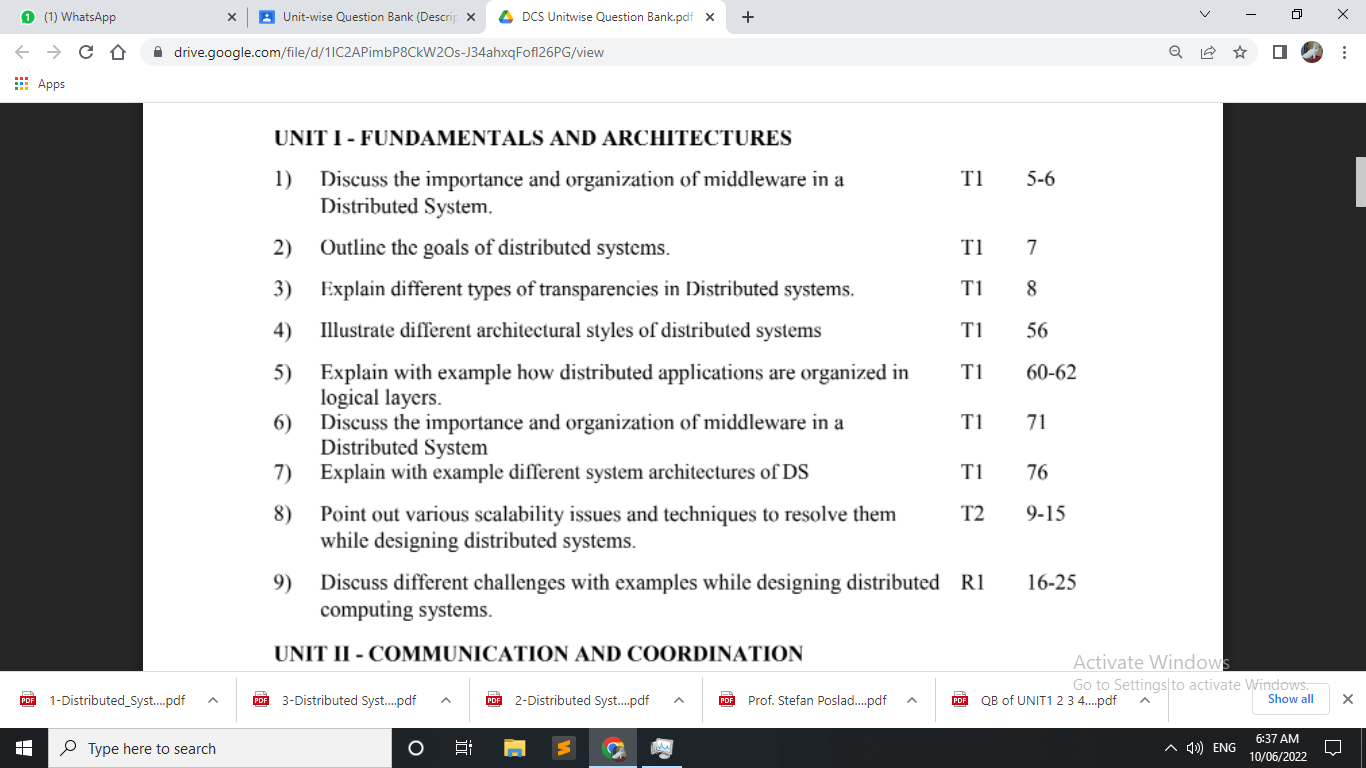 (1) WhatsApp
Unit-wise Question Bank (Descrip
DCS Unitwise Question Bank.pdf
drive.google.com/file/d/1IC2APimbP8CkW2Os-J34ahxqFofl26PG/view
Apps
UNIT I - FUNDAMENTALS AND ARCHITECTURES
1) Discuss the importance and organization of middleware in a T1 5-6
Distributed System.
2) Outline the goals of distributed systems. T1 7
3) Explain different types of transparencies in Distributed systems. T1 8
4) Illustrate different architectural styles of distributed systems T1 56
5) Explain with example how distributed applications are organized in T1 60-62
logical layers.
6) Discuss the importance and organization of middleware in a T1 71
Distributed System
7) Explain with example different system architectures of DS T1 76
8) Point out various scalability issues and techniques to resolve them T2 9-15
while designing distributed systems.
9) Discuss different challenges with examples while designing distributed R1 16-25
computing systems.
UNIT II - COMMUNICATION AND COORDINATION
Activate Windows
Go to Settings to activate Windows.
1-Distributed_Syst....pdf
3-Distributed Syst....pdf
2-Distributed Syst....pdf
Prof. Stefan Poslad....pdf
QB of UNIT1 2 3 4....pdf
Show all
Type here to search
ENG
6:37 AM
10/06/2022